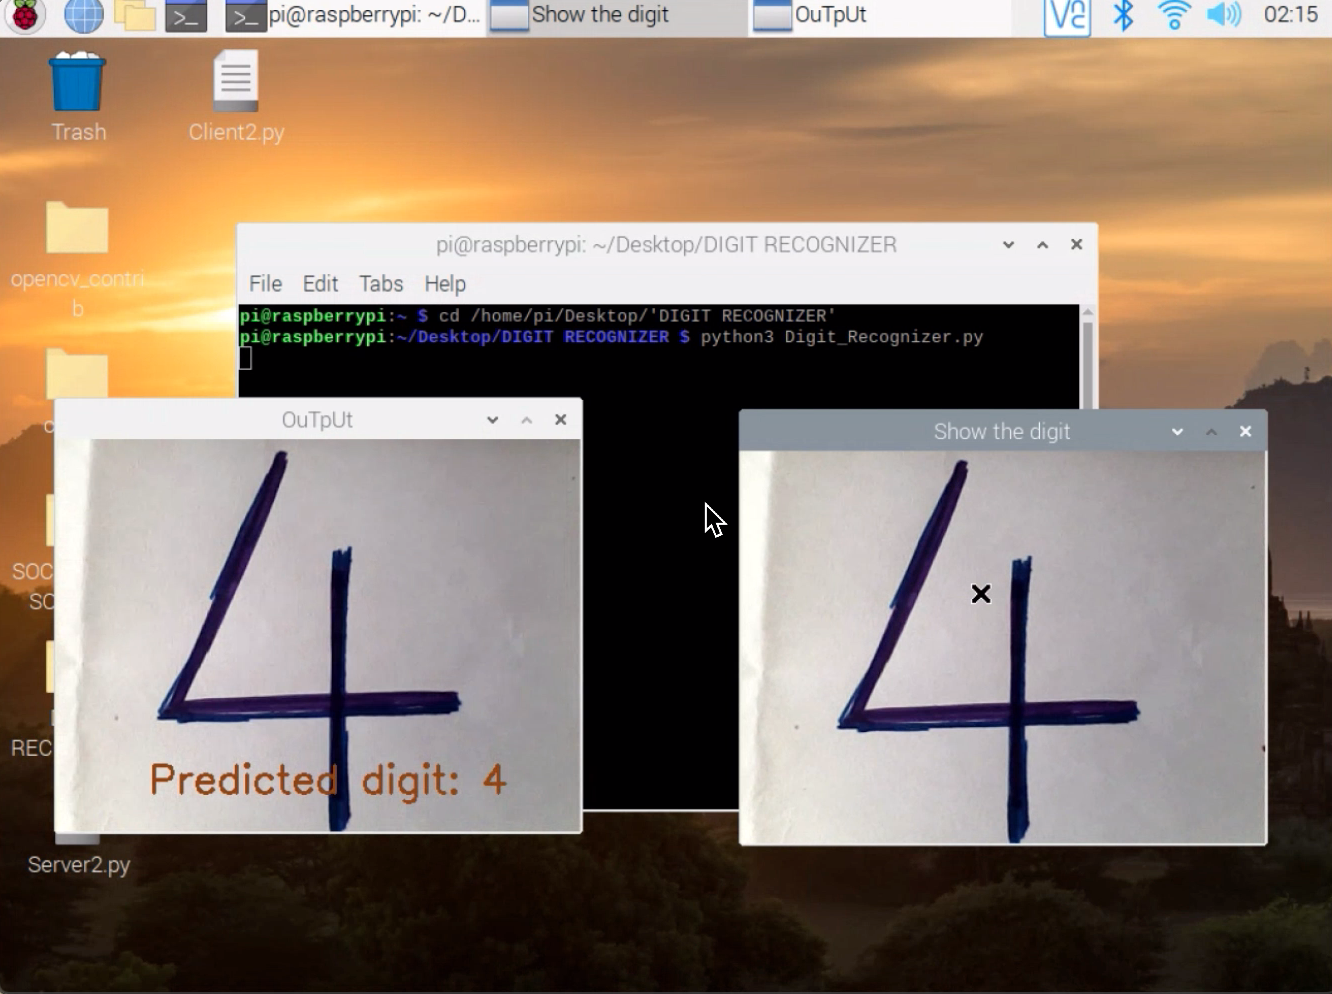 pi@raspberrypi: ~/D...
Show the digit
OuTpUt
V2
02:15
Trash
Client2.py
opencv_contri
b
pi@raspberrypi: ~/Desktop/DIGIT RECOGNIZER
File Edit Tabs Help
pi@raspberrypi:~ $ cd /home/pi/Desktop/'DIGIT RECOGNIZER'
pi@raspberrypi:~/Desktop/DIGIT RECOGNIZER $ python3 Digit_Recognizer.py
OuTpUt
4
Predicted digit: 4
Show the digit
4
SOC
SC
REC
Server2.py